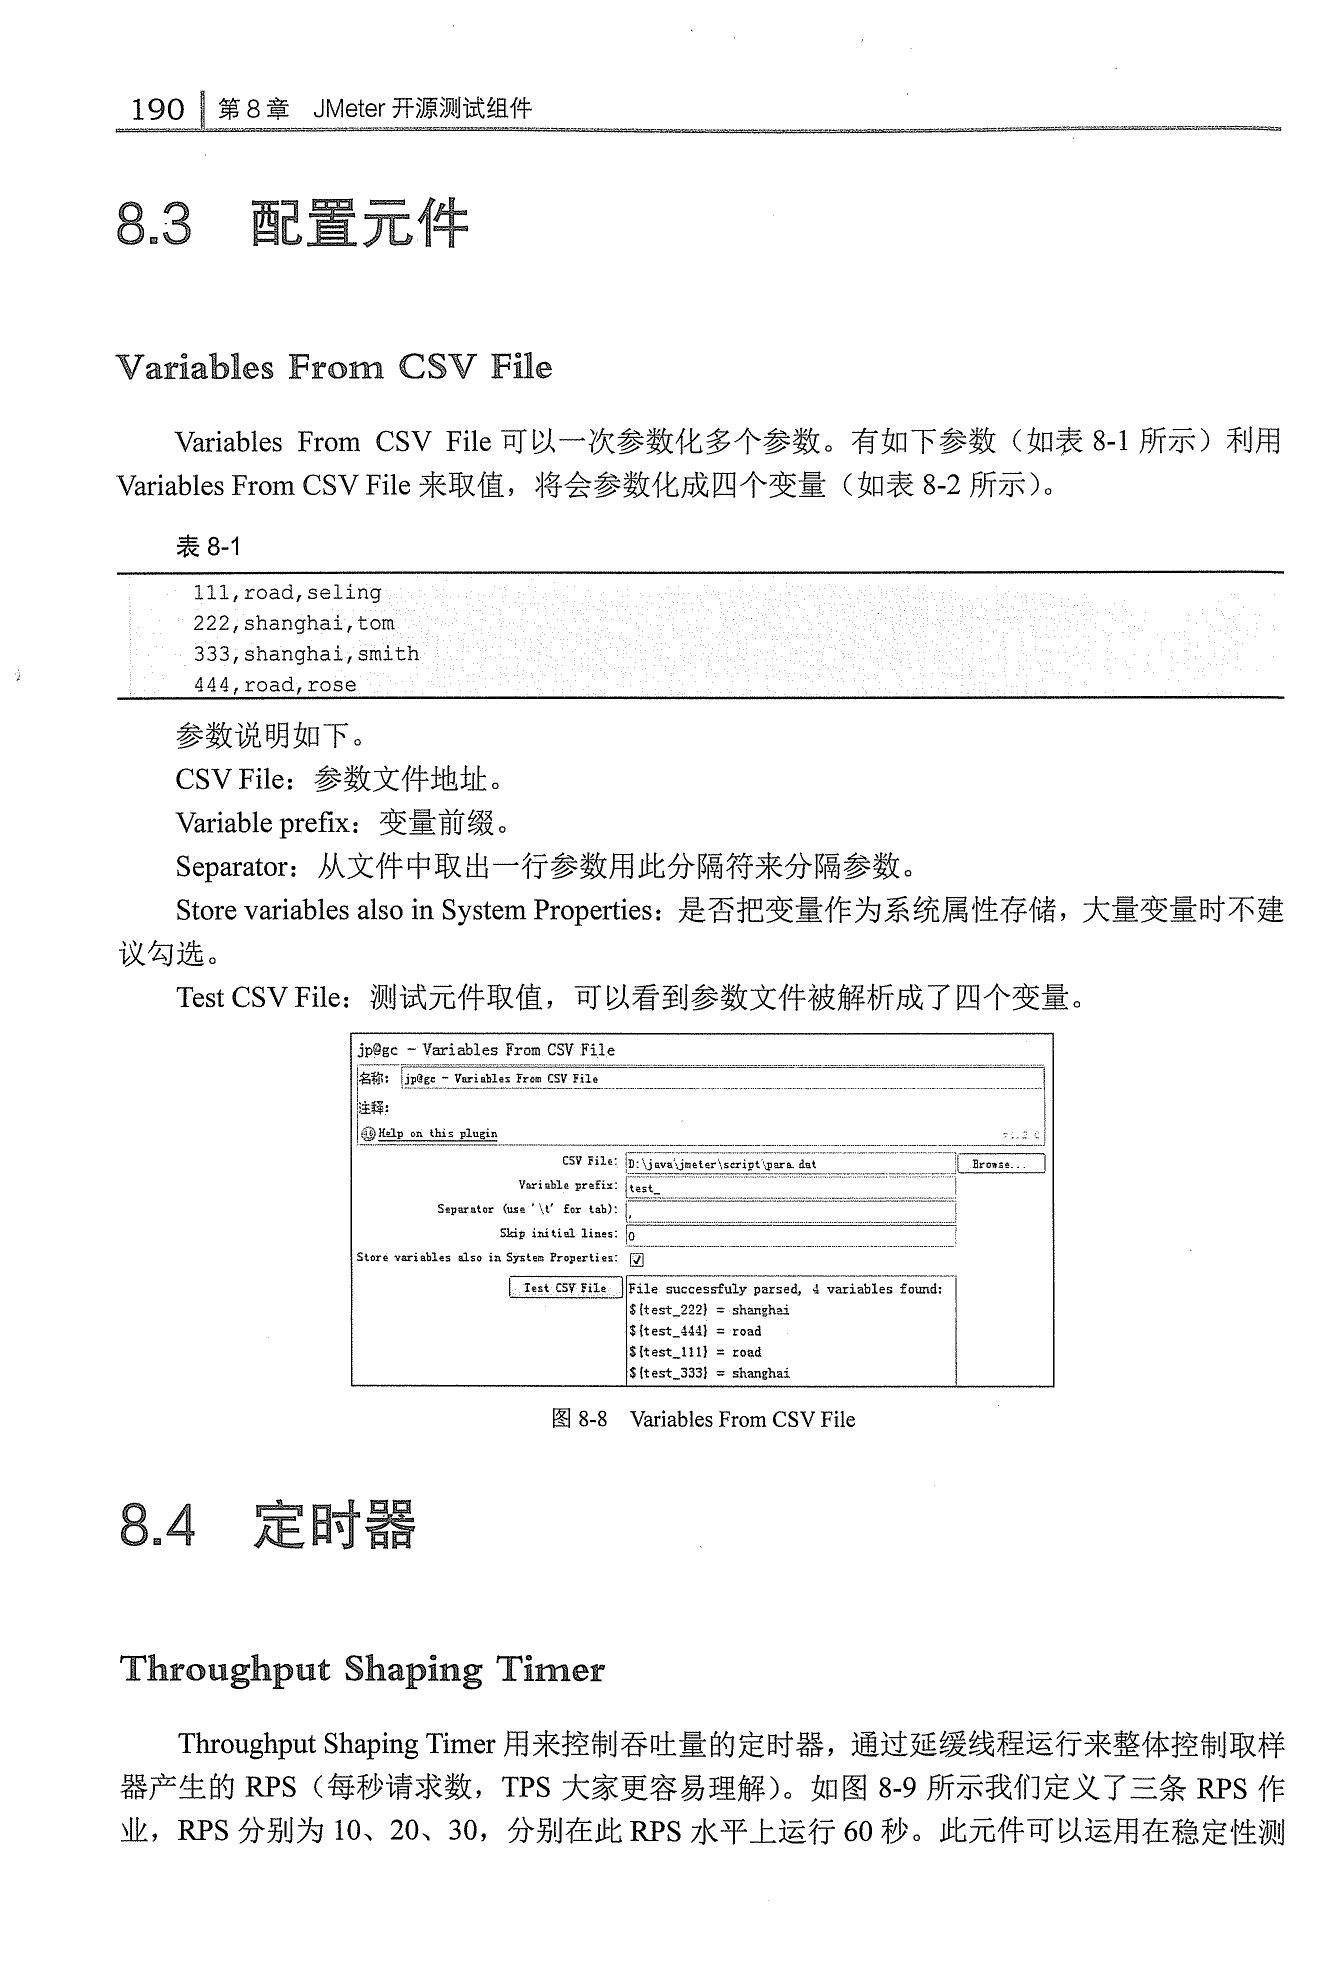 190 第8章 JMeter 开源测试组件
8.3 配置元件
Variables From CSV File
Variables From CSV File 可以一次参数化多个参数。有如下参数（如表 8-1 所示）利用
Variables From CSV File 来取值，将会参数化成四个变量（如表 8-2 所示）。
表 8-1
111,road,seling
222,shanghai,tom
333,shanghai,smith
444,road,rose
参数说明如下。
CSV File：参数文件地址。
Variable prefix：变量前缀。
Separator：从文件中取出一行参数用此分隔符来分隔参数。
Store variables also in System Properties：是否把变量作为系统属性存储，大量变量时不建
议勾选。
Test CSV File：测试元件取值，可以看到参数文件被解析成了四个变量。
jp@gc - Variables From CSV File
名称: jp@gc - Variables From CSV File
注释:
Help on this plugin
CSV File: D:\java\jmeter\script\para.dat Browse...
Variable prefix: test_
Separator (use '\t' for tab): ,
Skip initial lines: 0
Store variables also in System Properties:
Test CSV File File successfuly parsed, 4 variables found:
${test_222} = shanghai
${test_444} = road
${test_111} = road
${test_333} = shanghai
图 8-8 Variables From CSV File
8.4 定时器
Throughput Shaping Timer
Throughput Shaping Timer 用来控制吞吐量的定时器，通过延缓线程运行来整体控制取样
器产生的 RPS（每秒请求数，TPS 大家更容易理解）。如图 8-9 所示我们定义了三条 RPS 作
业，RPS 分别为 10、20、30，分别在此 RPS 水平上运行 60 秒。此元件可以运用在稳定性测